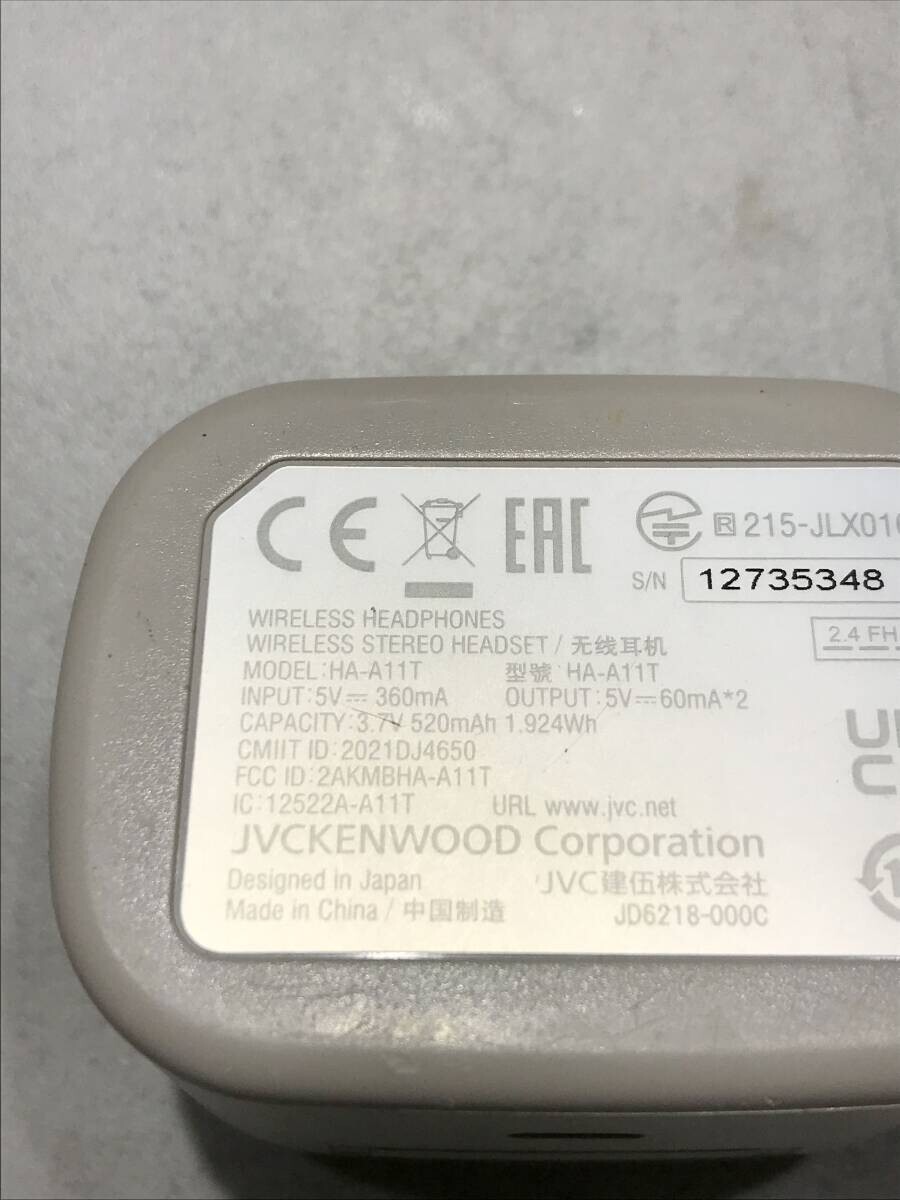 CE EAC R 215-JLX01
S/N 12735348
WIRELESS HEADPHONES
WIRELESS STEREO HEADSET / 无线耳机
2.4 FH
MODEL: HA-A11T 型號 HA-A11T
INPUT: 5V⎓ 360mA OUTPUT: 5V⎓60mA*2
CAPACITY: 3.7V 520mAh 1.924Wh
CMIIT ID: 2021DJ4650
FCC ID: 2AKMBHA-A11T
IC: 12522A-A11T URL www.jvc.net
JVCKENWOOD Corporation
Designed in Japan JVC建伍株式会社
Made in China / 中国制造 JD6218-000C